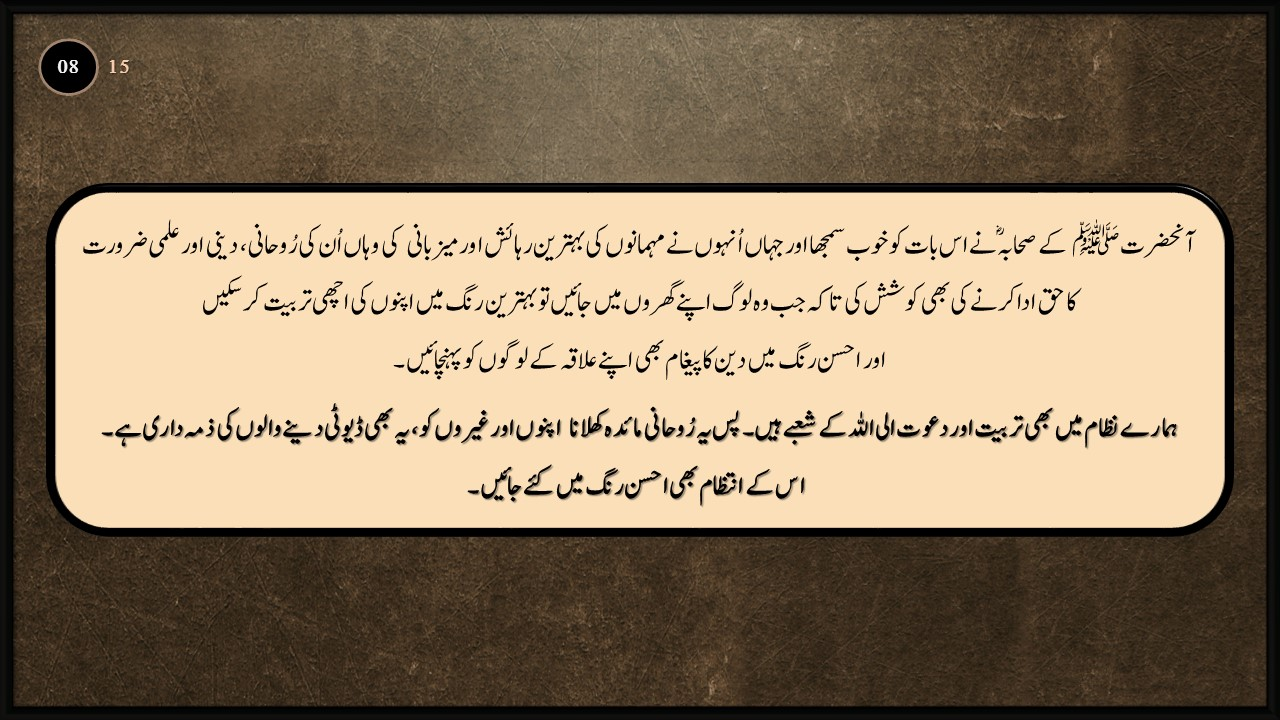 08 15
آنحضرت ﷺ کے صحابہؓ نے اس بات کو خوب سمجھا اور جہاں اُنہوں نے مہمانوں کی بہترین رہائش اور میزبانی کی وہاں اُن کی رُوحانی، دینی اور علمی ضرورت
کا حق ادا کرنے کی بھی کوشش کی تاکہ جب وہ لوگ اپنے گھروں میں جائیں تو بہترین رنگ میں اپنوں کی اچھی تربیت کر سکیں
اور احسن رنگ میں دین کا پیغام بھی اپنے علاقہ کے لوگوں کو پہنچائیں۔
ہمارے نظام میں بھی تربیت اور دعوت الی اللہ کے شعبے ہیں۔ پس یہ رُوحانی مائدہ کھلانا اپنوں اور غیروں کو، یہ بھی ڈیوٹی دینے والوں کی ذمہ داری ہے۔
اس کے انتظام بھی احسن رنگ میں کئے جائیں۔